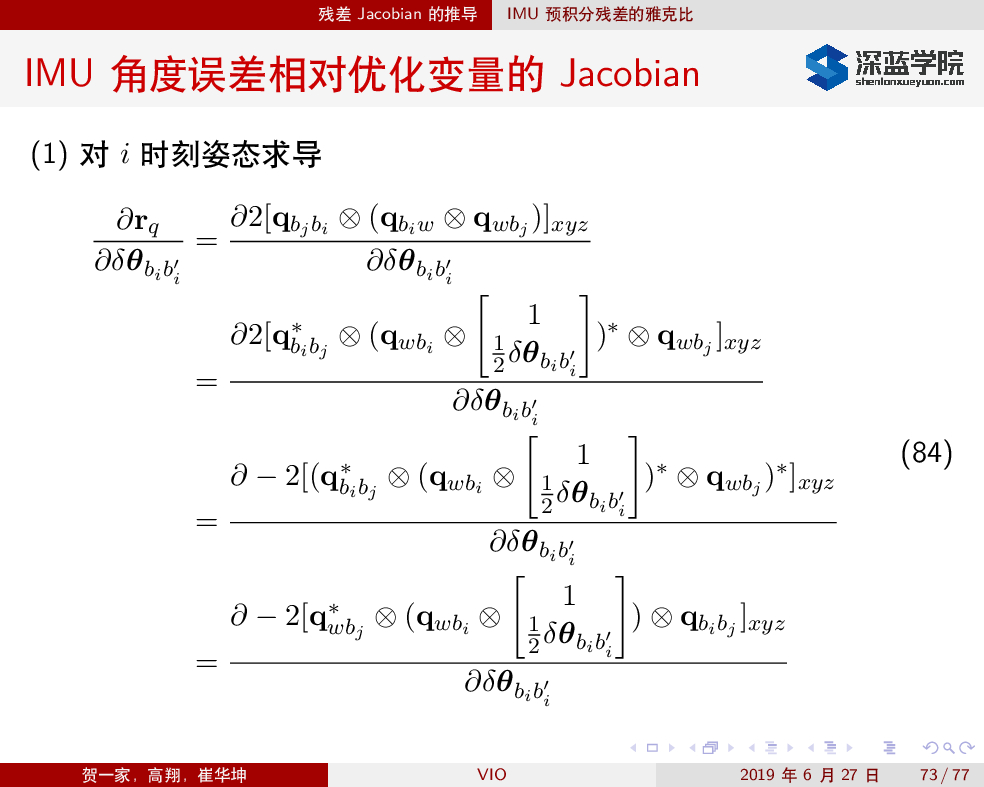 残差 Jacobian 的推导 IMU 预积分残差的雅克比
IMU 角度误差相对优化变量的 Jacobian
深蓝学院
shenlanxueyuan.com
(1) 对 i 时刻姿态求导
\frac{\partial \mathbf{r}_q}{\partial \delta\boldsymbol{\theta}_{b_i b_i'}} = \frac{\partial 2[\mathbf{q}_{b_j b_i} \otimes (\mathbf{q}_{b_i w} \otimes \mathbf{q}_{w b_j})]_{xyz}}{\partial \delta\boldsymbol{\theta}_{b_i b_i'}}
= \frac{\partial 2[\mathbf{q}^*_{b_i b_j} \otimes (\mathbf{q}_{w b_i} \otimes \begin{bmatrix} 1 \\ \frac{1}{2}\delta\boldsymbol{\theta}_{b_i b_i'} \end{bmatrix})^* \otimes \mathbf{q}_{w b_j}]_{xyz}}{\partial \delta\boldsymbol{\theta}_{b_i b_i'}}
= \frac{\partial -2[(\mathbf{q}^*_{b_i b_j} \otimes (\mathbf{q}_{w b_i} \otimes \begin{bmatrix} 1 \\ \frac{1}{2}\delta\boldsymbol{\theta}_{b_i b_i'} \end{bmatrix})^* \otimes \mathbf{q}_{w b_j})^*]_{xyz}}{\partial \delta\boldsymbol{\theta}_{b_i b_i'}}
(84)
= \frac{\partial -2[\mathbf{q}^*_{w b_j} \otimes (\mathbf{q}_{w b_i} \otimes \begin{bmatrix} 1 \\ \frac{1}{2}\delta\boldsymbol{\theta}_{b_i b_i'} \end{bmatrix}) \otimes \mathbf{q}_{b_i b_j}]_{xyz}}{\partial \delta\boldsymbol{\theta}_{b_i b_i'}}
贺一家, 高翔, 崔华坤 VIO 2019 年 6 月 27 日 73 / 77